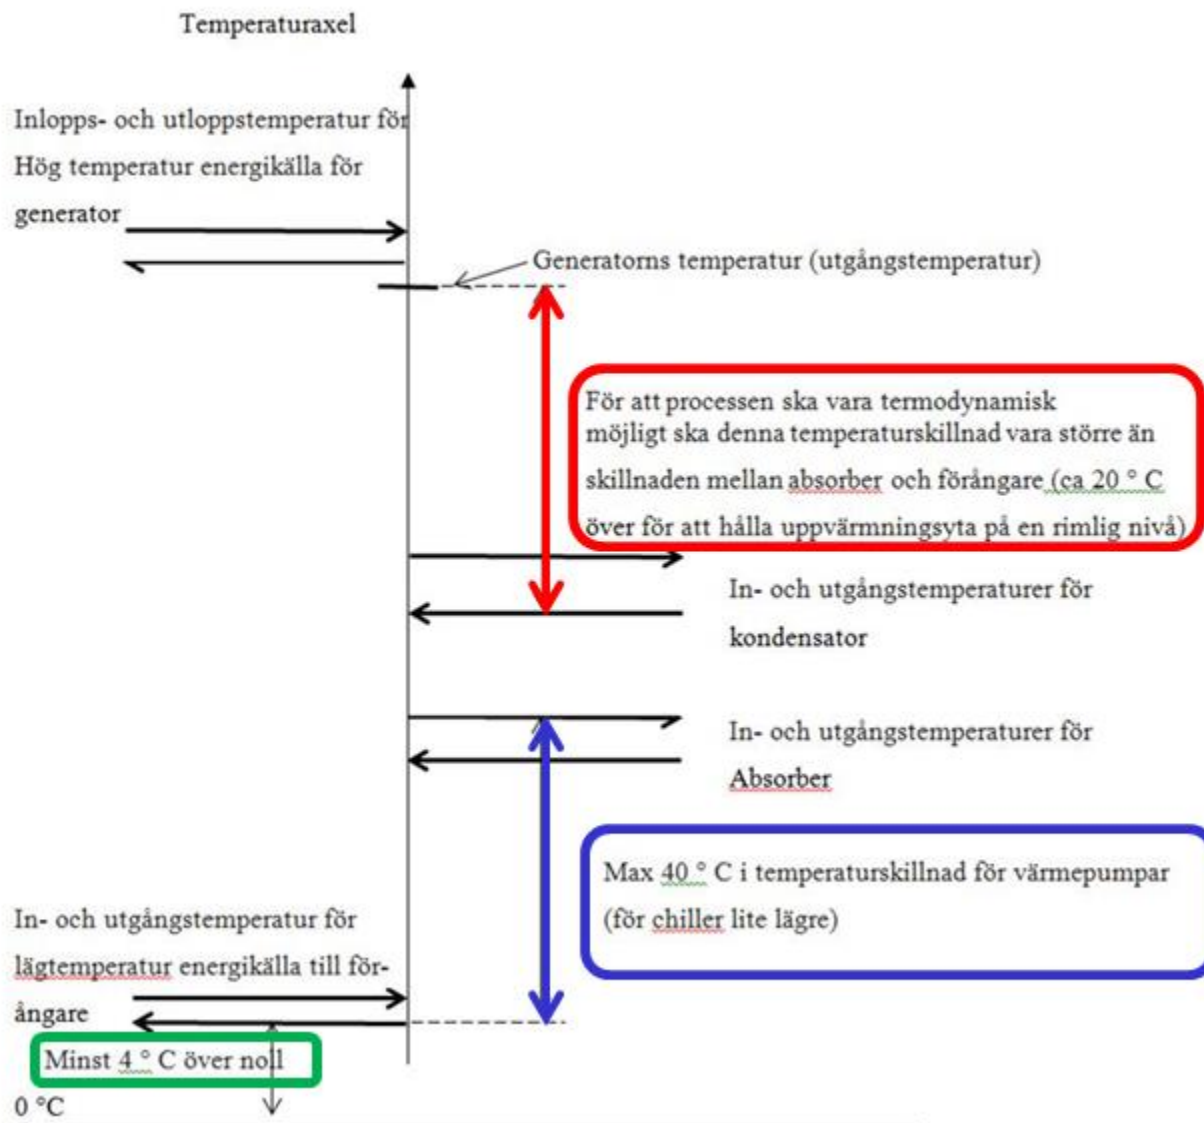 Temperaturaxel
Inlopps- och utloppstemperatur för
Hög temperatur energikälla för
generator
Generatorns temperatur (utgångstemperatur)
För att processen ska vara termodynamisk
möjligt ska denna temperaturskillnad vara större än
skillnaden mellan absorber och förångare (ca 20 ° C
över för att hålla uppvärmningsyta på en rimlig nivå)
In- och utgångstemperaturer för
kondensator
In- och utgångstemperaturer för
Absorber
Max 40 ° C i temperaturskillnad för värmepumpar
(för chiller lite lägre)
In- och utgångstemperatur för
lägtemperatur energikälla till för-
ångare
Minst 4 ° C över noll
0 °C